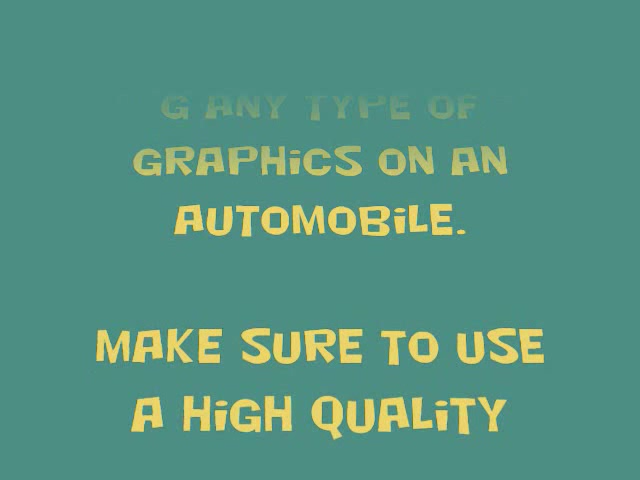 G ANY TYPE OF
GRAPHiCS ON AN
AUTOMOBiLE.
MAKE SURE TO USE
A HiGH QUALiTY